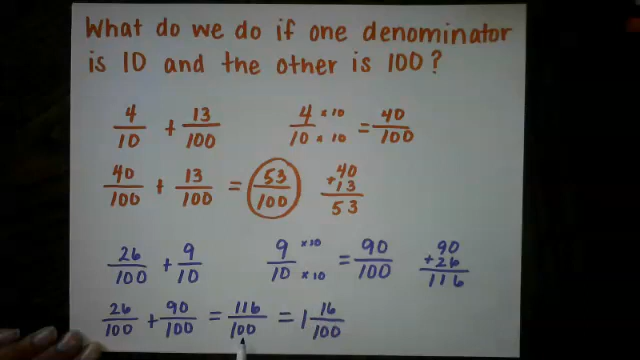 What do we do if one denominator
is 10 and the other is 100?
4/10 + 13/100
4 × 10 / 10 × 10 = 40/100
40/100 + 13/100 = 53/100
40
+13
53
26/100 + 9/10
9 × 10 / 10 × 10 = 90/100
90
+26
116
26/100 + 90/100 = 116/100 = 1 16/100